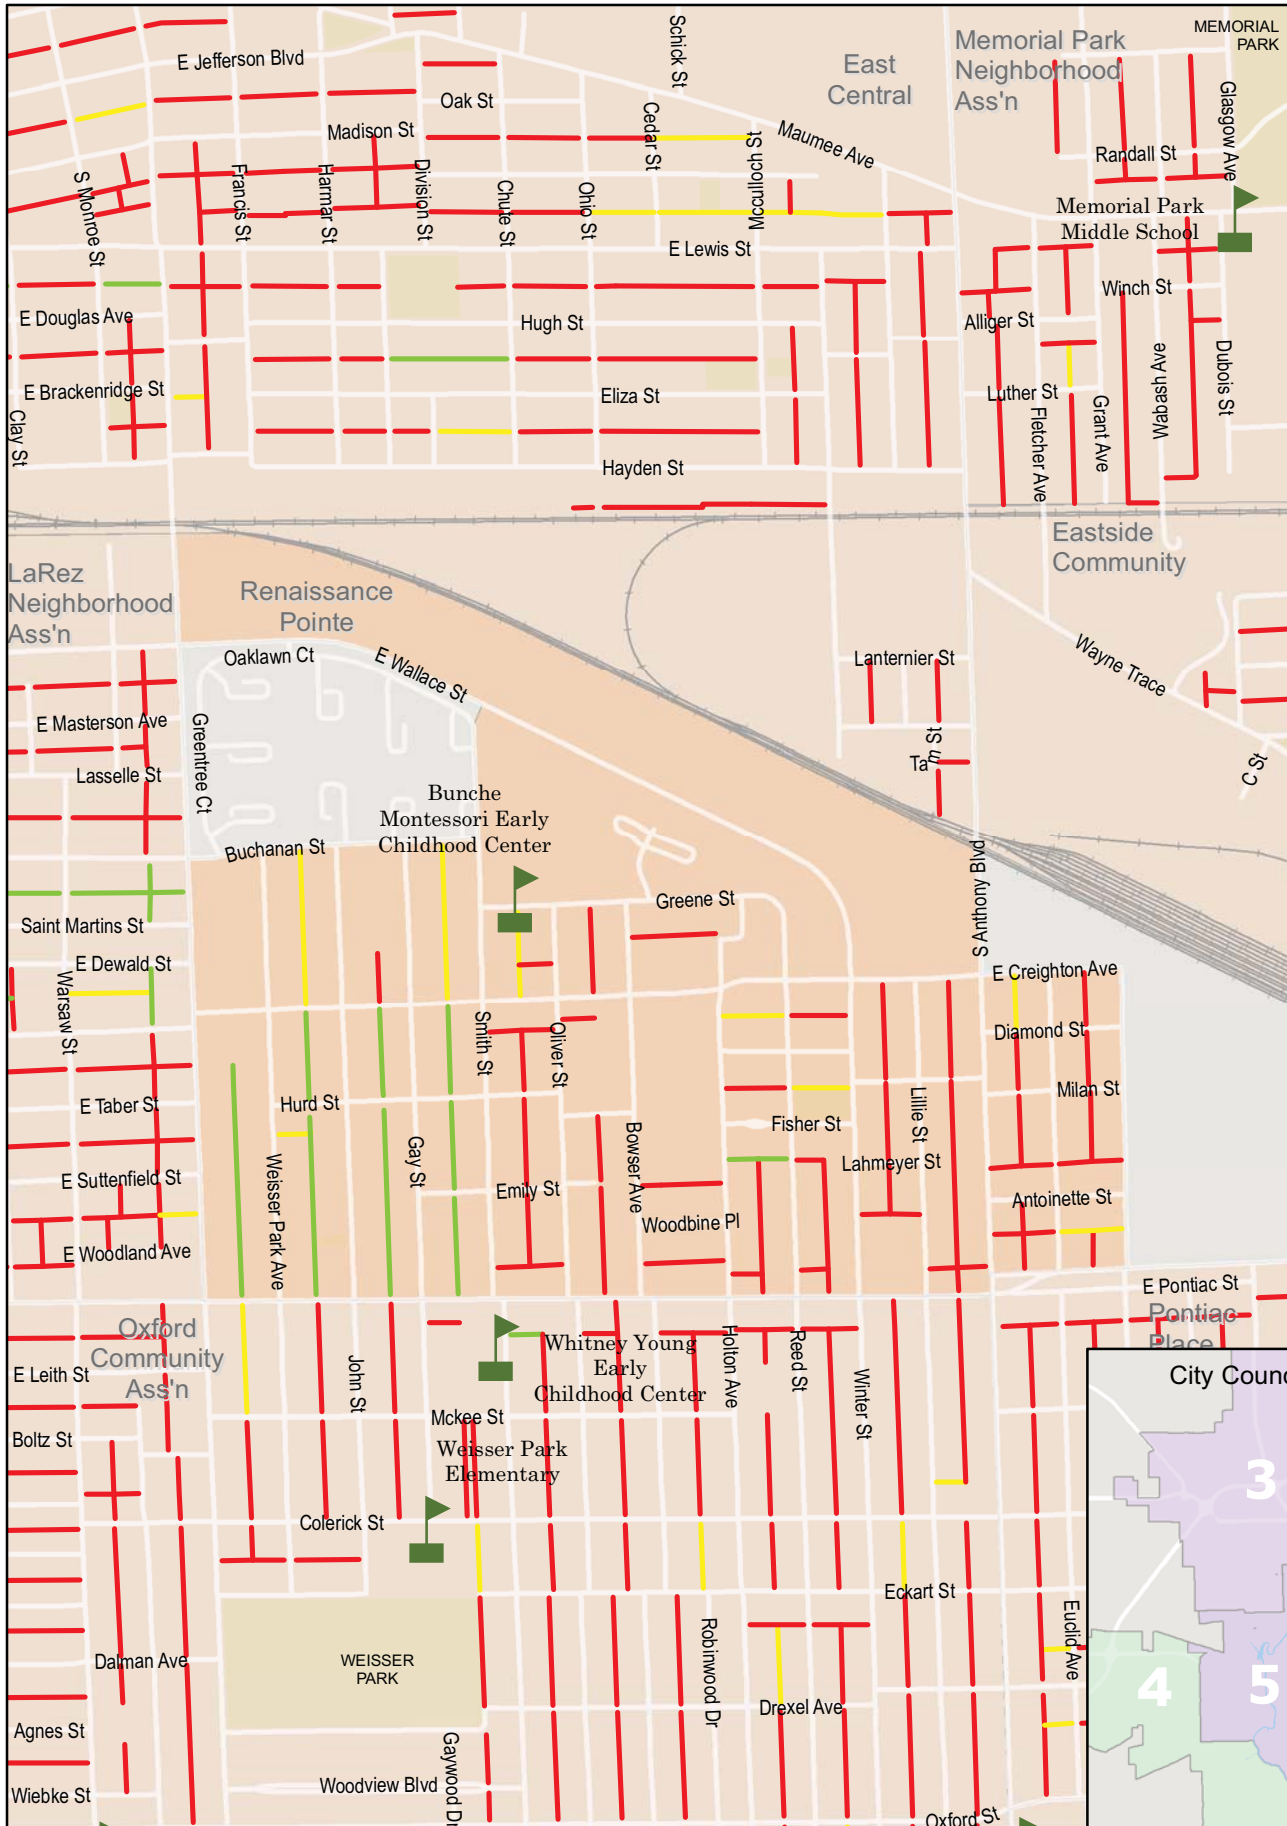 MEMORIAL
PARK
Schick St
East
Central
Memorial Park
Neighborhood
Ass'n
E Jefferson Blvd
Oak St
Madison St
Cedar St
Mcculloch St
Maumee Ave
Glasgow Ave
Randall St
S Monroe St
Francis St
Harmar St
Division St
Chute St
Ohio St
Memorial Park
Middle School
E Lewis St
Winch St
E Douglas Ave
Hugh St
Alliger St
E Brackenridge St
Eliza St
Luther St
Fletcher Ave
Grant Ave
Wabash Ave
Dubois St
Clay St
Hayden St
Eastside
Community
LaRez
Neighborhood
Ass'n
Renaissance
Pointe
Oaklawn Ct
E Wallace St
Lanternier St
Wayne Trace
E Masterson Ave
Greentree Ct
Tam St
C St
Lasselle St
Bunche
Montessori Early
Childhood Center
Buchanan St
S Anthony Blvd
Greene St
Saint Martins St
E Dewald St
Warsaw St
E Creighton Ave
Smith St
Oliver St
Diamond St
E Taber St
Hurd St
Milan St
Lillie St
Fisher St
Gay St
Bowser Ave
Lahmeyer St
Weisser Park Ave
E Suttenfield St
Emily St
Antoinette St
Woodbine Pl
E Woodland Ave
E Pontiac St
Pontiac
Place
Oxford
Community
Ass'n
Whitney Young
Early
Childhood Center
Holton Ave
Reed St
Winter St
E Leith St
John St
City Counc
Mckee St
Boltz St
Weisser Park
Elementary
3
Colerick St
Eckart St
Euclid Ave
Robinwood Dr
Dalman Ave
WEISSER
PARK
4
5
Drexel Ave
Agnes St
Gaywood Dr
Woodview Blvd
Wiebke St
Oxford St